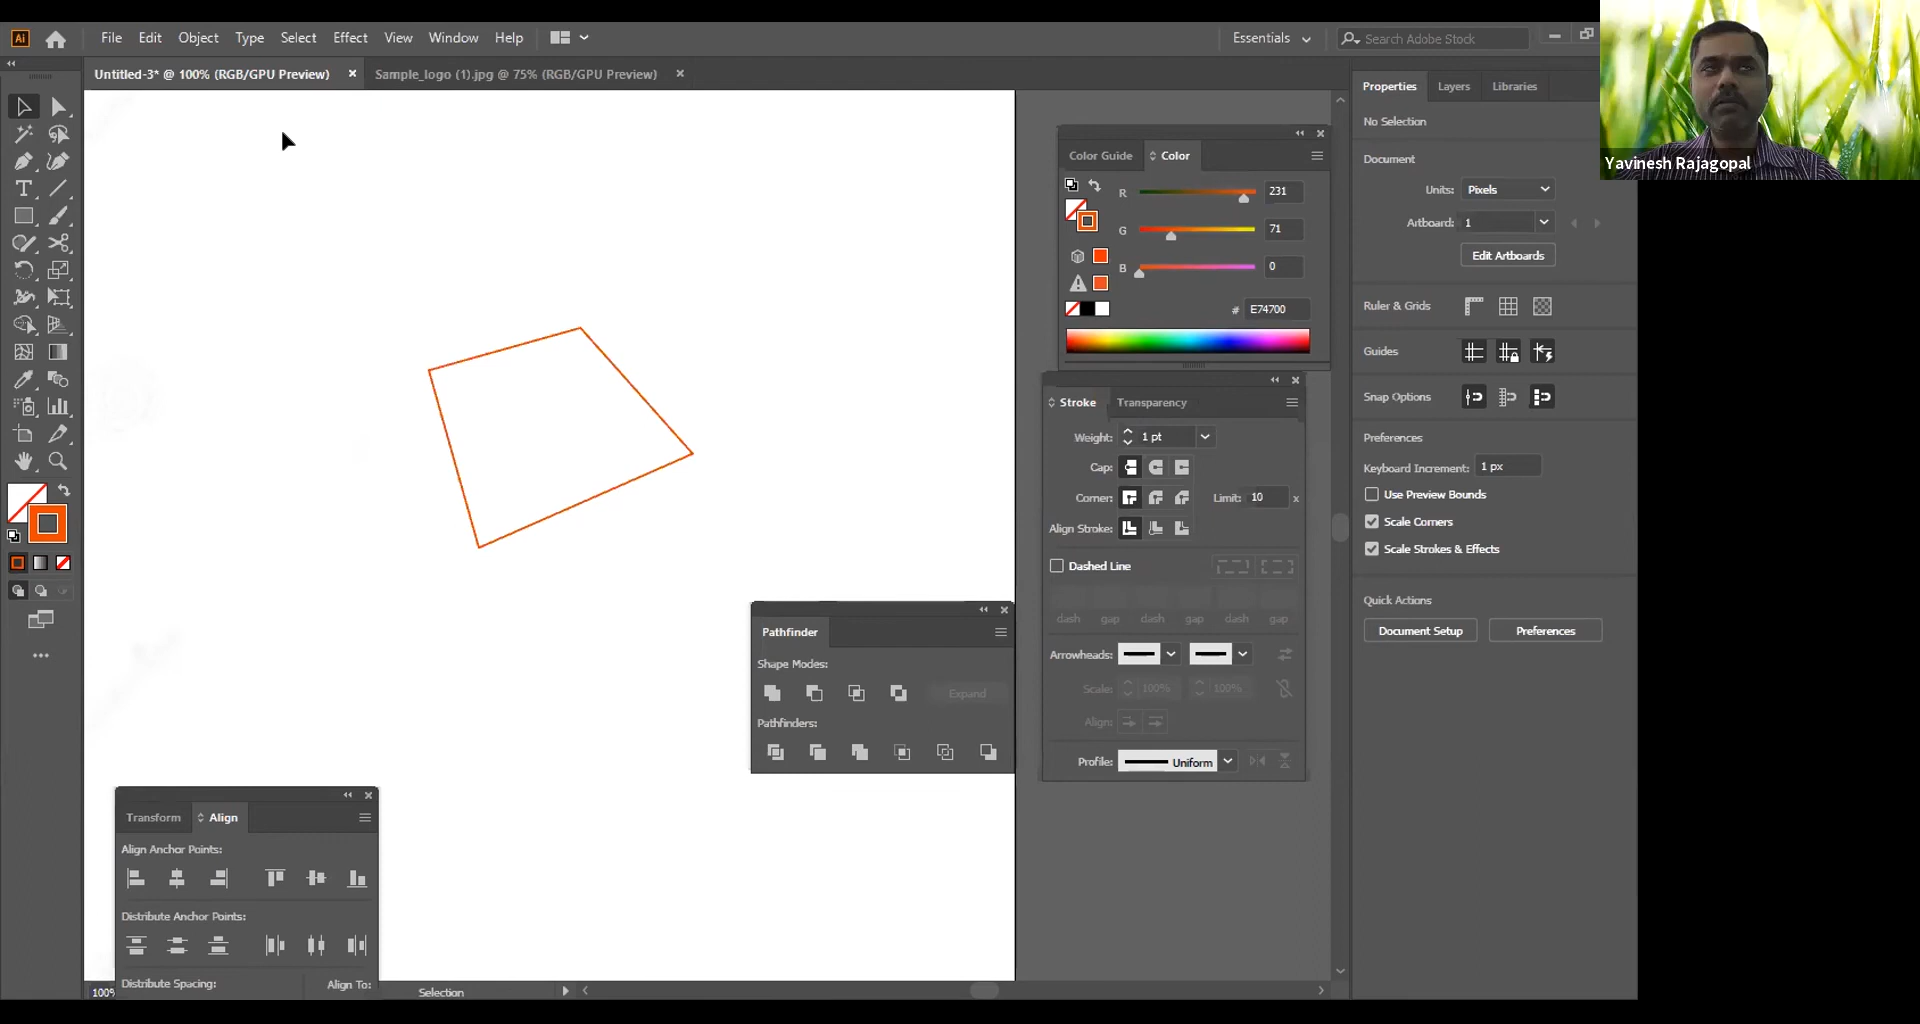 Ai File Edit Object Type Select Effect View Window Help Essentials Search Adobe Stock
Untitled-3* @ 100% (RGB/GPU Preview) Sample_logo (1).jpg @ 75% (RGB/GPU Preview)
Yavinesh Rajagopal
Color Guide Color
R 231
G 71
B 0
# E74700
Stroke Transparency
Weight: 1 pt
Cap:
Corner: Limit: 10 x
Align Stroke:
Dashed Line
dash gap dash gap dash gap
Arrowheads:
Scale: 100% 100%
Align:
Profile: Uniform
Pathfinder
Shape Modes:
Expand
Pathfinders:
Transform Align
Align Anchor Points:
Distribute Anchor Points:
Distribute Spacing: Align To:
100% Selection
Properties Layers Libraries
No Selection
Document
Units: Pixels
Artboard: 1
Edit Artboards
Ruler & Grids
Guides
Snap Options
Preferences
Keyboard Increment: 1 px
Use Preview Bounds
Scale Corners
Scale Strokes & Effects
Quick Actions
Document Setup Preferences